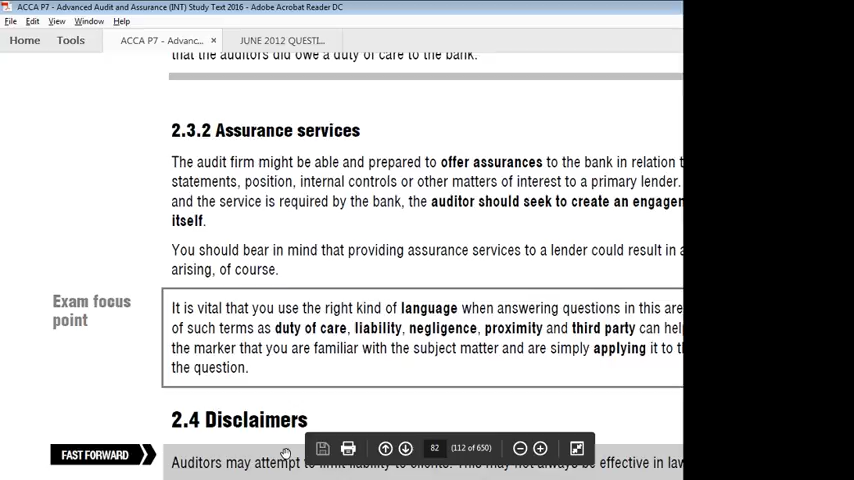 ACCA P7 - Advanced Audit and Assurance (INT) Study Text 2016 - Adobe Acrobat Reader DC
File Edit View Window Help
Home Tools ACCA P7 - Advanc... × JUNE 2012 QUESTI...
that the auditors did owe a duty of care to the bank.
2.3.2 Assurance services
The audit firm might be able and prepared to offer assurances to the bank in relation t
statements, position, internal controls or other matters of interest to a primary lender.
and the service is required by the bank, the auditor should seek to create an engagen
itself.
You should bear in mind that providing assurance services to a lender could result in a
arising, of course.
Exam focus
point
It is vital that you use the right kind of language when answering questions in this are
of such terms as duty of care, liability, negligence, proximity and third party can hel
the marker that you are familiar with the subject matter and are simply applying it to th
the question.
2.4 Disclaimers
82 (112 of 650)
FAST FORWARD
Auditors may attempt to limit liability to clients. This may not always be effective in law